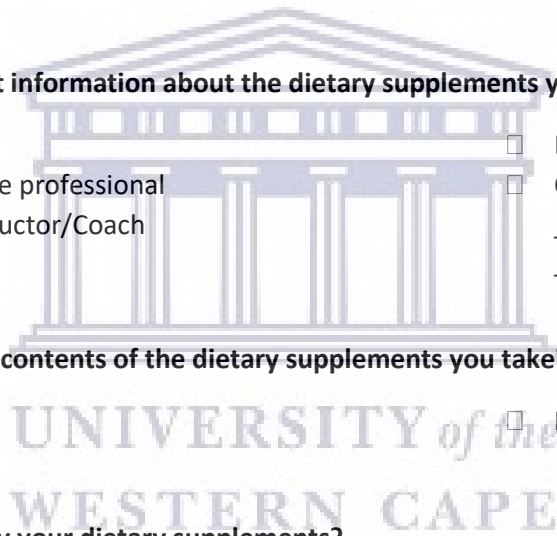 information about the dietary supplements
professional
/Coach
contents of the dietary supplements you take
UNIVERSITY of the
WESTERN CAPE
your dietary supplements?